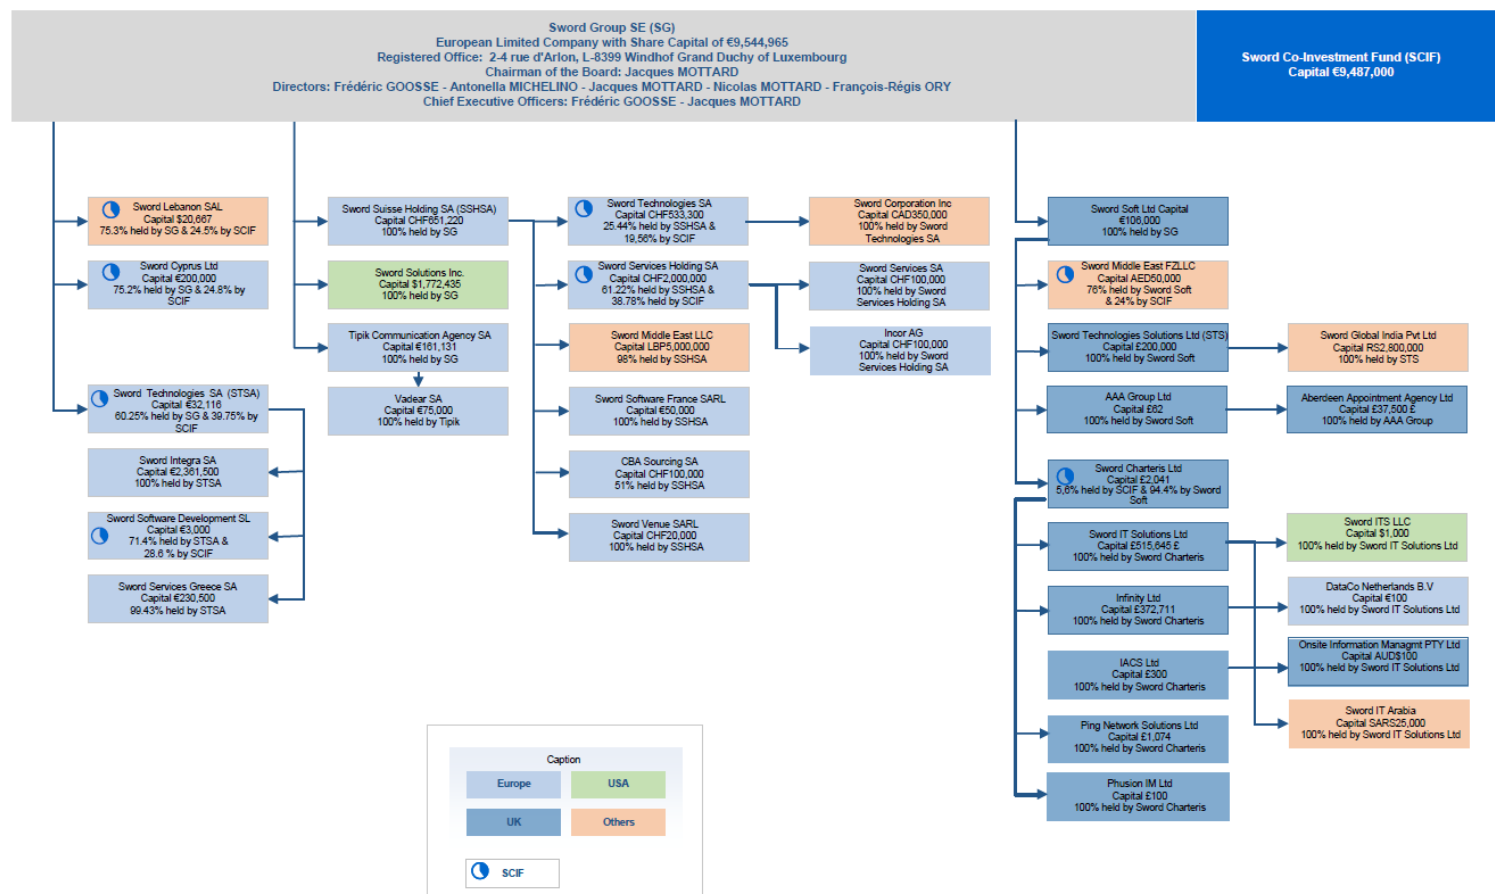 Sword Group SE (SG)
European Limited Company with Share Capital of €9,544,965
Registered Office: 2-4 rue d'Arlon, L-8399 Windhof Grand Duchy of Luxembourg
Chairman of the Board: Jacques MOTTARD
Directors: Frédéric GOOSSE - Antonella MICHELINO - Jacques MOTTARD - Nicolas MOTTARD - François-Régis ORY
Chief Executive Officers: Frédéric GOOSSE - Jacques MOTTARD
Sword Co-Investment Fund (SCIF)
Capital €9,487,000
Sword Lebanon SAL
Capital $20,667
75.3% held by SG & 24.5% by SCIF
Sword Cyprus Ltd
Capital €200,000
75.2% held by SG & 24.8% by
SCIF
Sword Technologies SA (STSA)
Capital €32,116
60.25% held by SG & 39.75% by
SCIF
Sword Integra SA
Capital €2,361,500
100% held by STSA
Sword Software Development SL
Capital €3,000
71.4% held by STSA &
28.6 % by SCIF
Sword Services Greece SA
Capital €230,500
99.43% held by STSA
Sword Suisse Holding SA (SSHSA)
Capital CHF651,220
100% held by SG
Sword Solutions Inc.
Capital $1,772,435
100% held by SG
Tipik Communication Agency SA
Capital €161,131
100% held by SG
Vadear SA
Capital €75,000
100% held by Tipik
Sword Technologies SA
Capital CHF533,300
25.44% held by SSHSA &
19,56% by SCIF
Sword Services Holding SA
Capital CHF2,000,000
61.22% held by SSHSA &
38.78% held by SCIF
Sword Middle East LLC
Capital LBP5,000,000
98% held by SSHSA
Sword Software France SARL
Capital €50,000
100% held by SSHSA
CBA Sourcing SA
Capital CHF100,000
51% held by SSHSA
Sword Venue SARL
Capital CHF20,000
100% held by SSHSA
Sword Corporation Inc
Capital CAD350,000
100% held by Sword
Technologies SA
Sword Services SA
Capital CHF100,000
100% held by Sword
Services Holding SA
Incor AG
Capital CHF100,000
100% held by Sword
Services Holding SA
Sword Soft Ltd Capital
€106,000
100% held by SG
Sword Middle East FZLLC
Capital AED50,000
76% held by Sword Soft
& 24% by SCIF
Sword Technologies Solutions Ltd (STS)
Capital £200,000
100% held by Sword Soft
AAA Group Ltd
Capital £62
100% held by Sword Soft
Sword Charteris Ltd
Capital £2,041
5,6% held by SCIF & 94.4% by Sword
Soft
Sword IT Solutions Ltd
Capital £515,645 £
100% held by Sword Charteris
Infinity Ltd
Capital £372,711
100% held by Sword Charteris
IACS Ltd
Capital £300
100% held by Sword Charteris
Ping Network Solutions Ltd
Capital £1,074
100% held by Sword Charteris
Phusion IM Ltd
Capital £100
100% held by Sword Charteris
Sword Global India Pvt Ltd
Capital RS2,800,000
100% held by STS
Aberdeen Appointment Agency Ltd
Capital £37,500 £
100% held by AAA Group
Sword ITS LLC
Capital $1,000
100% held by Sword IT Solutions Ltd
DataCo Netherlands B.V
Capital €100
100% held by Sword IT Solutions Ltd
Onsite Information Managmt PTY Ltd
Capital AUD$100
100% held by Sword IT Solutions Ltd
Sword IT Arabia
Capital SARS25,000
100% held by Sword IT Solutions Ltd
Caption
Europe
USA
UK
Others
SCIF